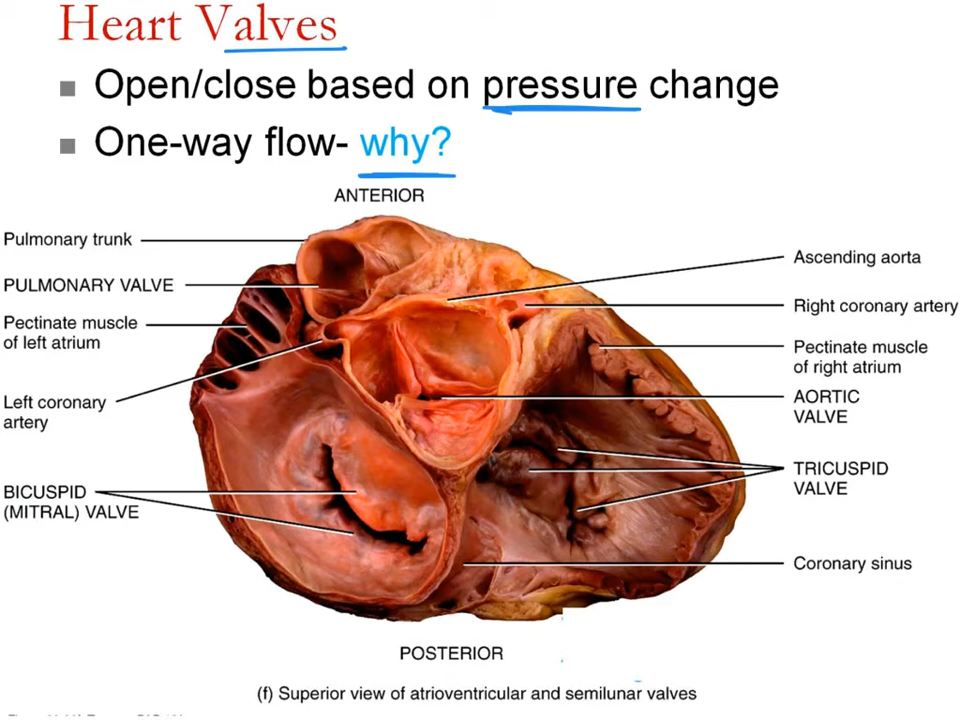 Heart Valves
Open/close based on pressure change
One-way flow- why?
ANTERIOR
Pulmonary trunk
PULMONARY VALVE
Pectinate muscle
of left atrium
Left coronary
artery
BICUSPID
(MITRAL) VALVE
Ascending aorta
Right coronary artery
Pectinate muscle
of right atrium
AORTIC
VALVE
TRICUSPID
VALVE
Coronary sinus
POSTERIOR
(f) Superior view of atrioventricular and semilunar valves